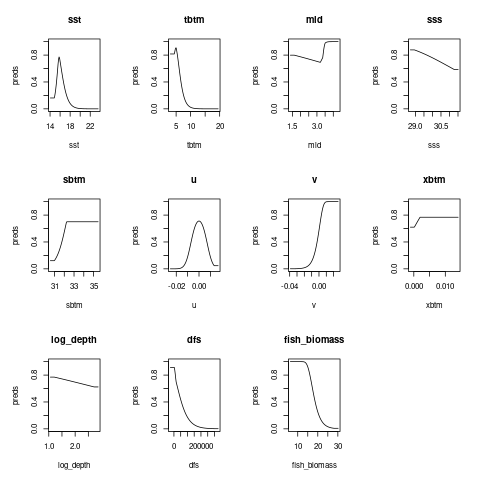 sst tbtm mld sss
preds 0.0 0.4 0.8 preds 0.0 0.4 0.8 preds 0.0 0.4 0.8 preds 0.0 0.4 0.8
14 18 22 5 10 20 1.5 3.0 29.0 30.5
sst tbtm mld sss
sbtm u v xbtm
preds 0.0 0.4 0.8 preds 0.0 0.4 0.8 preds 0.0 0.4 0.8 preds 0.0 0.4 0.8
31 33 35 -0.02 0.00 -0.04 0.00 0.000 0.010
sbtm u v xbtm
log_depth dfs fish_biomass
preds 0.0 0.4 0.8 preds 0.0 0.4 0.8 preds 0.0 0.4 0.8
1.0 2.0 0 200000 10 20 30
log_depth dfs fish_biomass